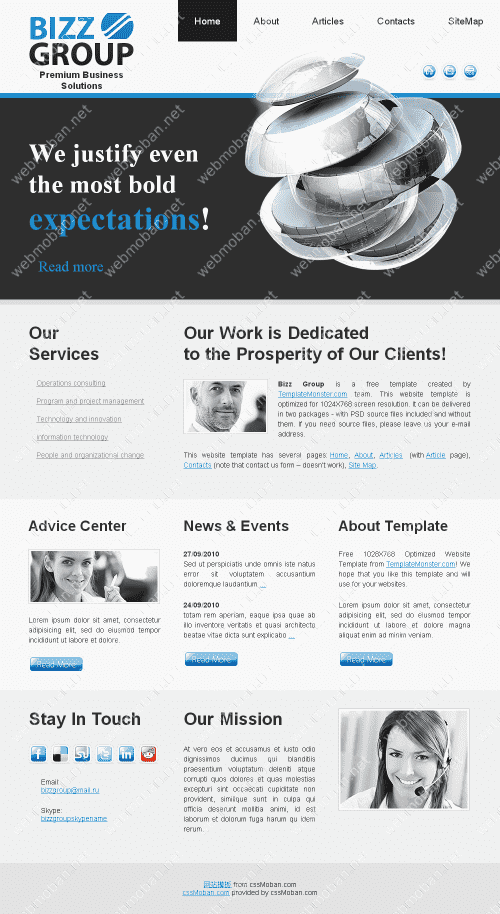 BIZZ
GROUP
Premium Business
Solutions
Home
About
Articles
Contacts
SiteMap
We justify even
the most bold
expectations!
Read more
Our
Services
Operations consulting
Program and project management
Technology and innovation
Information technology
People and organizational change
Our Work is Dedicated
to the Prosperity of Our Clients!
Bizz Group is a free template created by
TemplateMonster.com team. This website template is
optimized for 1024X768 screen resolution. It can be delivered
in two packages - with PSD source files included and without
them. If you need source files, please leave us your e-mail
address.
This website template has several pages: Home, About, Articles (with Article page),
Contacts (note that contact us form – doesn't work), Site Map.
Advice Center
Lorem ipsum dolor sit amet, consectetur
adipisicing elit, sed do eiusmod tempor
incididunt ut labore et dolore.
Read More
News & Events
27/09/2010
Sed ut perspiciatis unde omnis iste natus
error sit voluptatem accusantium
doloremque laudantium ...
24/09/2010
totam rem aperiam, eaque ipsa quae ab
illo inventore veritatis et quasi architecto
beatae vitae dicta sunt explicabo ...
Read More
About Template
Free 1028X768 Optimized Website
Template from TemplateMonster.com! We
hope that you like this template and will
use for your websites.
Lorem ipsum dolor sit amet, consectetur
adipisicing elit, sed do eiusmod tempor
incididunt ut labore et dolore magna
aliquat enim ad minim veniam.
Read More
Stay In Touch
Email:
bizzgroup@mail.ru
Skype:
bizzgroupskypename
Our Mission
At vero eos et accusamus et iusto odio
dignissimos ducimus qui blanditiis
praesentium voluptatum deleniti atque
corrupti quos dolores et quas molestias
excepturi sint occaecati cupiditate non
provident, similique sunt in culpa qui
officia deserunt mollitia animi, id est
laborum et dolorum fuga harum qu idem
rerum.
网站模板 from cssMoban.com
cssMoban.com provided by cssMoban.com
webmoban.net